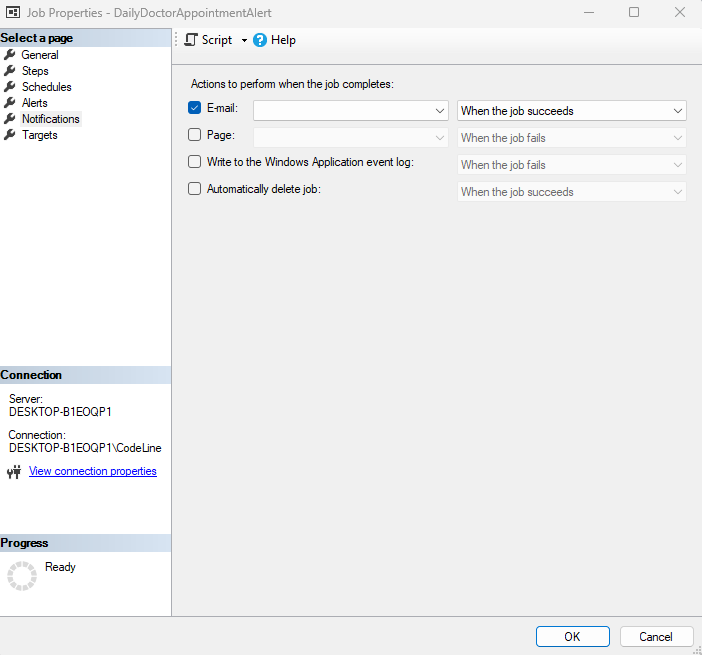 Job Properties - DailyDoctorAppointmentAlert
Select a page
General
Steps
Schedules
Alerts
Notifications
Targets
Script
Help
Actions to perform when the job completes:
E-mail: When the job succeeds
Page: When the job fails
Write to the Windows Application event log: When the job fails
Automatically delete job: When the job succeeds
Connection
Server:
DESKTOP-B1EOQP1
Connection:
DESKTOP-B1EOQP1\CodeLine
View connection properties
Progress
Ready
OK
Cancel